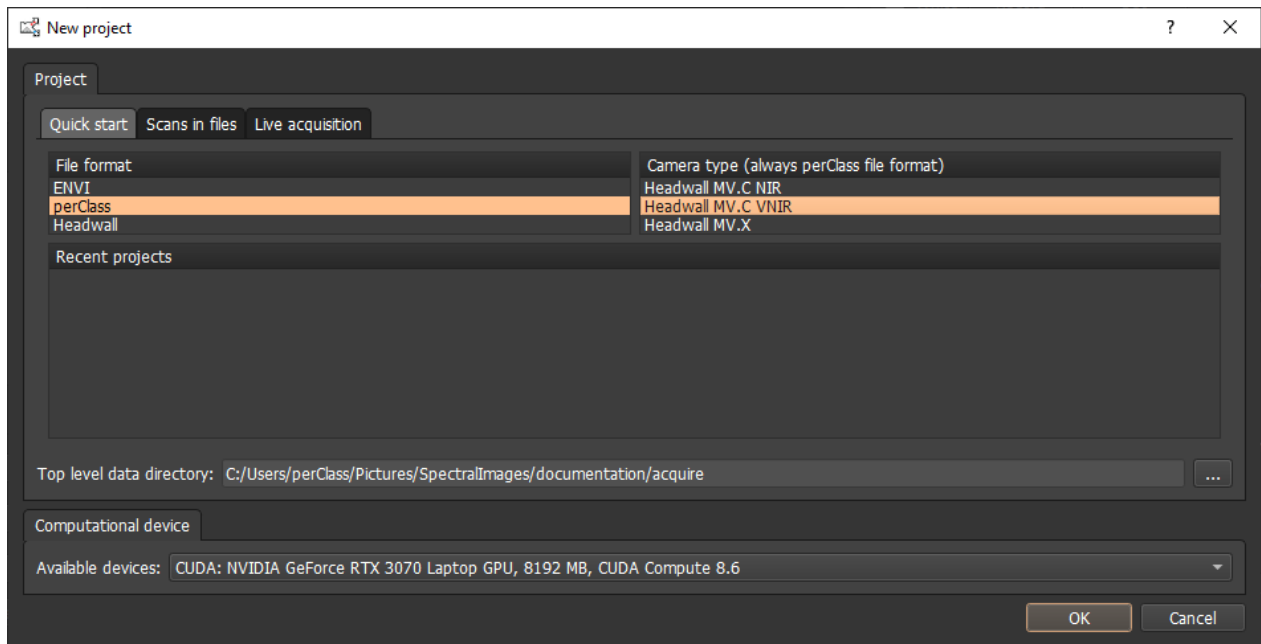 New project
?
Project
Quick start Scans in files Live acquisition
File format
ENVI
perClass
Headwall
Camera type (always perClass file format)
Headwall MV.C NIR
Headwall MV.C VNIR
Headwall MV.X
Recent projects
Top level data directory: C:/Users/perClass/Pictures/SpectralImages/documentation/acquire ...
Computational device
Available devices: CUDA: NVIDIA GeForce RTX 3070 Laptop GPU, 8192 MB, CUDA Compute 8.6
OK Cancel